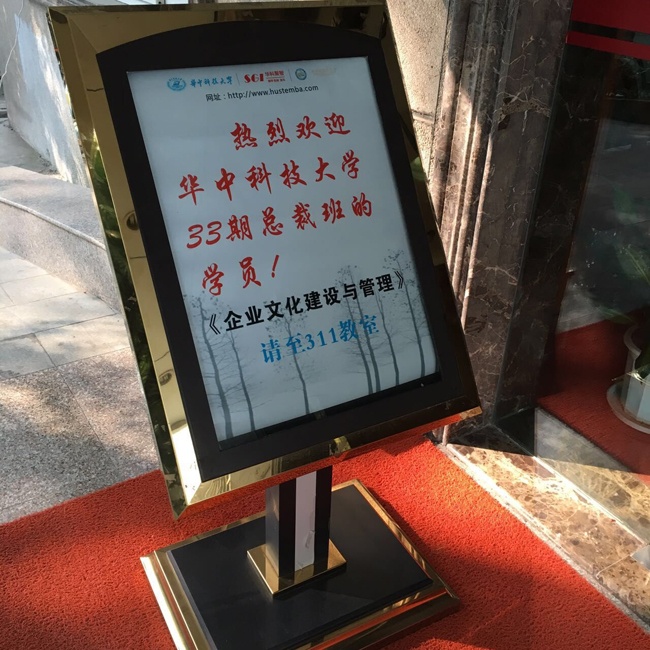 华中科技大学 SGI
网址：http://www.hustemba.com
热烈欢迎
华中科技大学
33期总裁班的
学员！
《企业文化建设与管理》
请至311教室